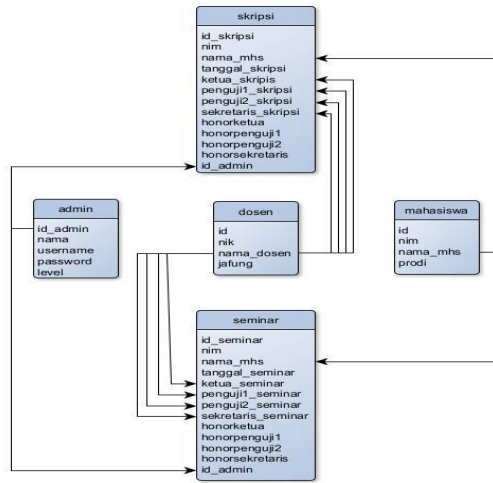 skripsi
id_skripsi
nim
nama_mhs
tanggal_skripsi
ketua_skripis
penguji1_skripsi
penguji2_skripsi
sekretaris_skripsi
honorketua
honorpenguji1
honorpenguji2
honorsekretaris
id_admin
admin
id_admin
nama
username
password
level
dosen
id
nik
nama_dosen
jafung
mahasiswa
id
nim
nama_mhs
prodi
seminar
id_seminar
nim
nama_mhs
tanggal_seminar
ketua_seminar
penguji1_seminar
penguji2_seminar
sekretaris_seminar
honorketua
honorpenguji1
honorpenguji2
honorsekretaris
id_admin